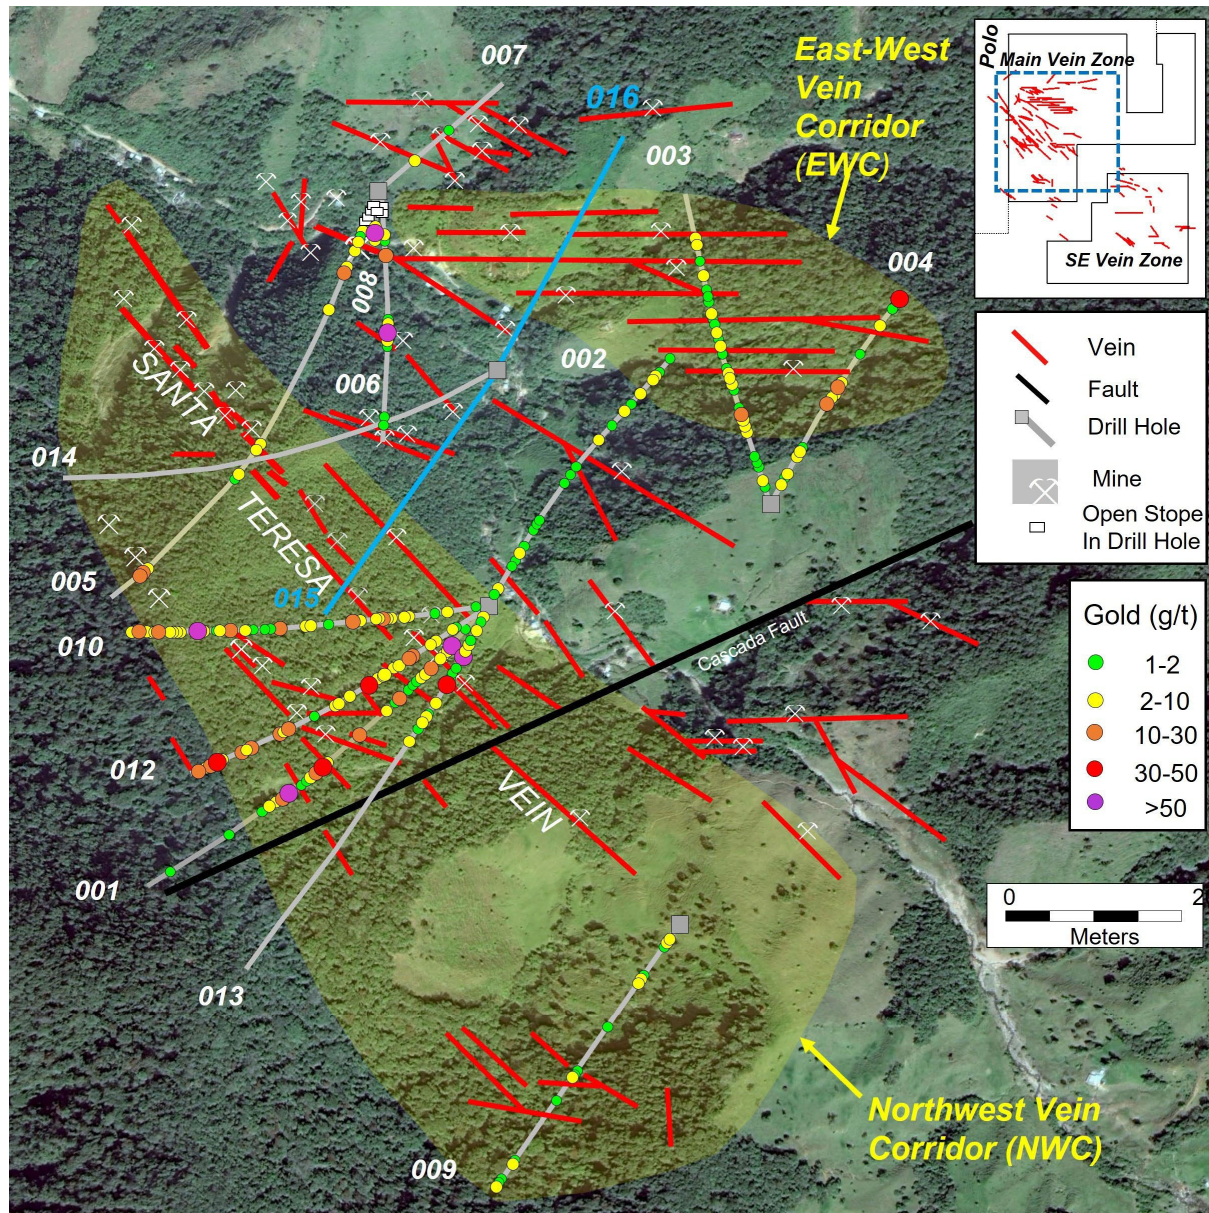 007
East-West
Vein
Corridor
(EWC)
016
003
004
Polo
Main Vein Zone
SE Vein Zone
008
002
006
SANTA
014
TERESA
005
015
010
012
001
013
VEIN
Cascada Fault
009
Northwest Vein
Corridor (NWC)
Vein
Fault
Drill Hole
Mine
Open Stope
In Drill Hole
Gold (g/t)
1-2
2-10
10-30
30-50
>50
0
Meters